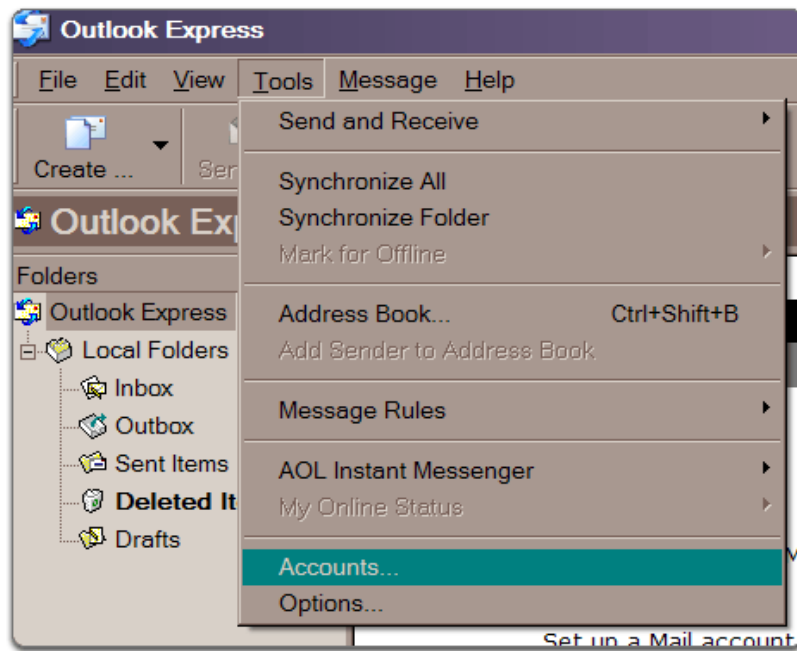 Outlook Express
File Edit View Tools Message Help
Create ...
Send and Receive
Synchronize All
Synchronize Folder
Mark for Offline
Address Book... Ctrl+Shift+B
Add Sender to Address Book
Message Rules
AOL Instant Messenger
My Online Status
Accounts...
Options...
Outlook Ex
Folders
Outlook Express
Local Folders
Inbox
Outbox
Sent Items
Deleted It
Drafts
Set up a Mail account